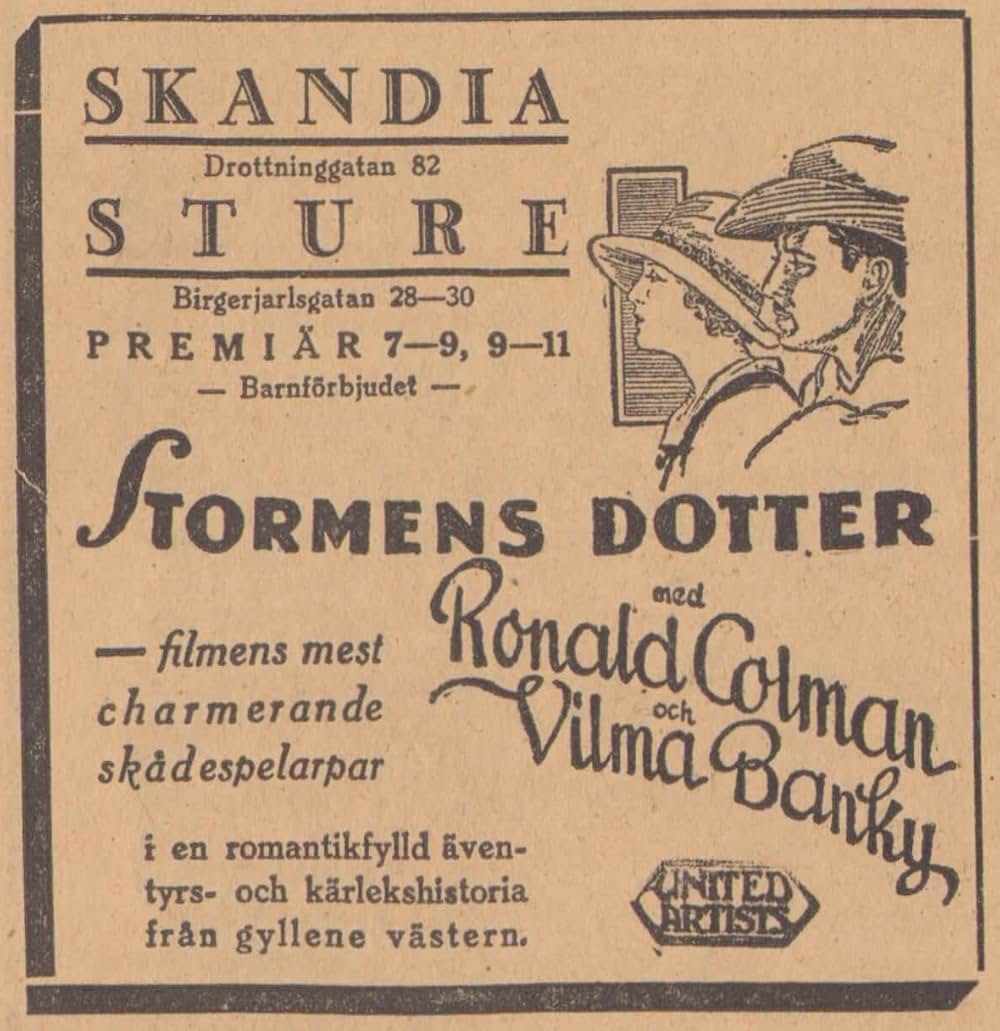 SKANDIA
Drottninggatan 82
STURE
Birgerjarlsgatan 28—30
PREMIÄR 7—9, 9—11
— Barnförbjudet —
STORMENS DOTTER
med
Ronald Colman
och
Vilma Banky
— filmens mest
charmerande
skådespelarpar
i en romantikfylld även-
tyrs- och kärlekshistoria
från gyllene västern.
UNITED
ARTISTS